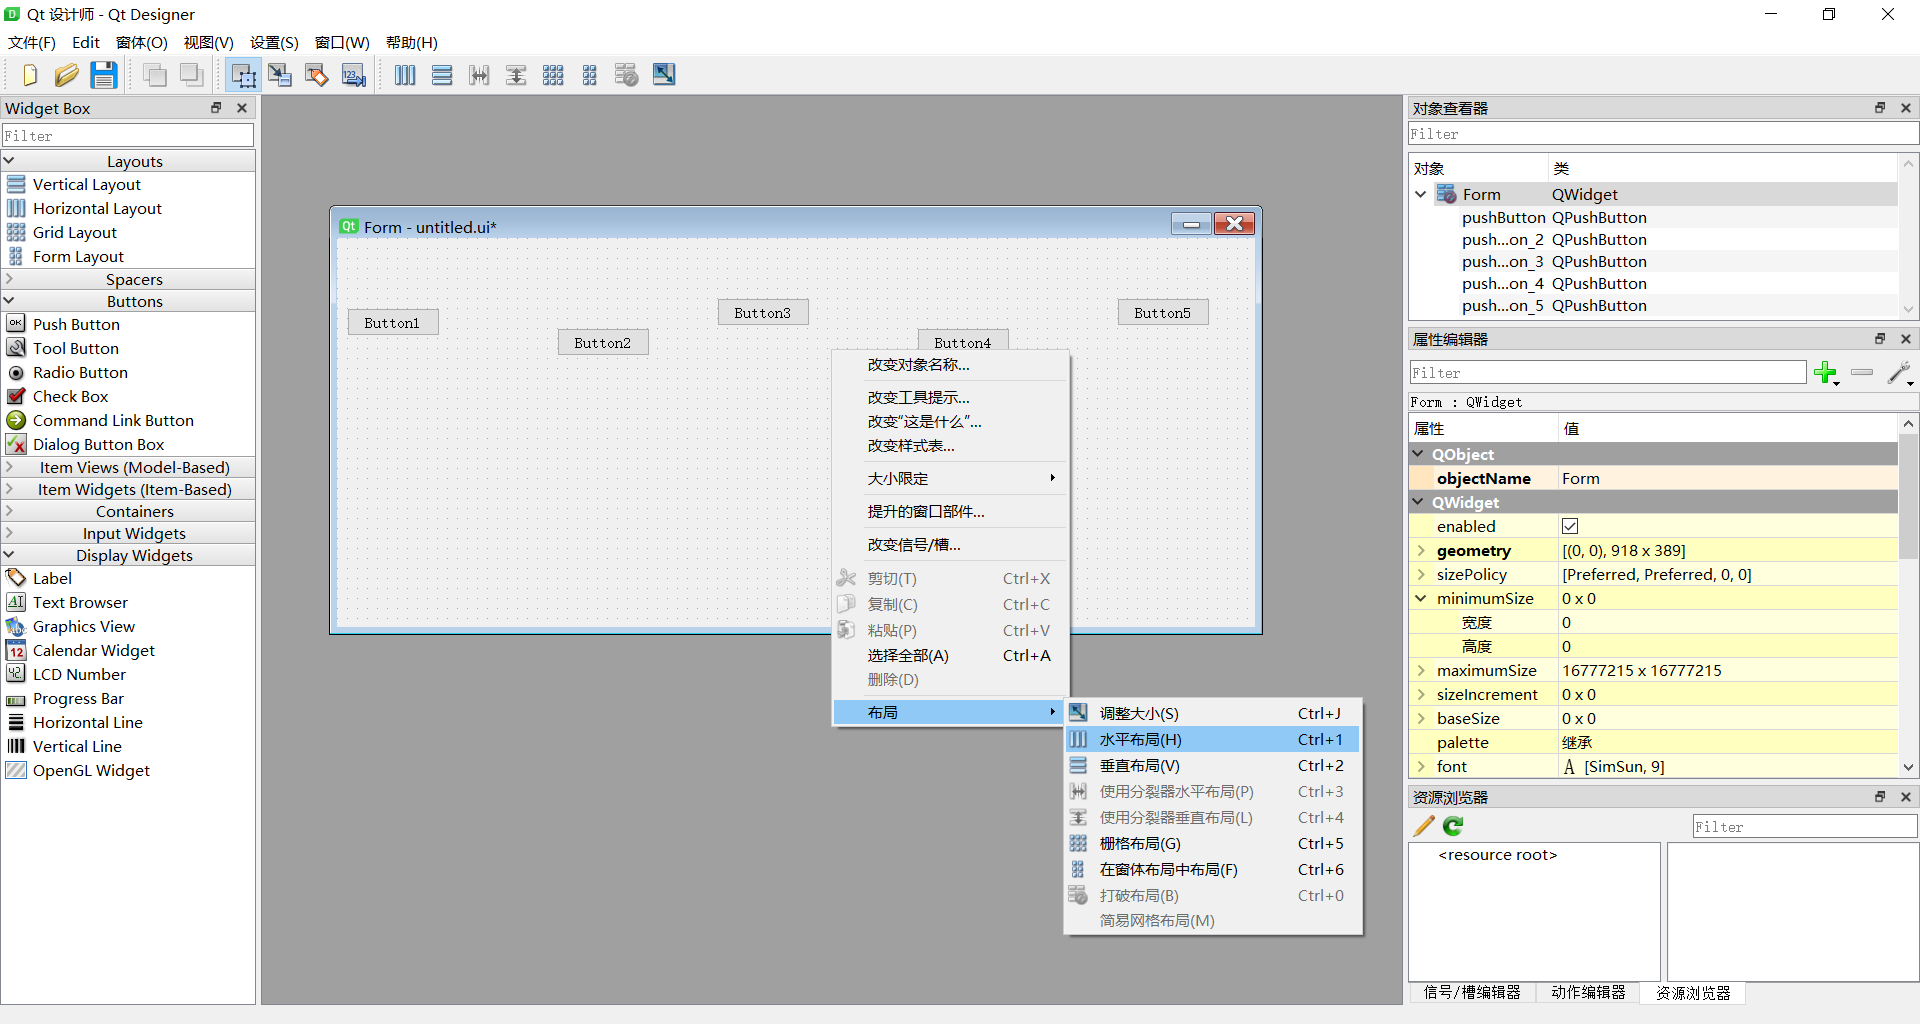 Qt 设计师 - Qt Designer
文件(F) Edit 窗体(O) 视图(V) 设置(S) 窗口(W) 帮助(H)
Widget Box
Filter
Layouts
Vertical Layout
Horizontal Layout
Grid Layout
Form Layout
Spacers
Buttons
Push Button
Tool Button
Radio Button
Check Box
Command Link Button
Dialog Button Box
Item Views (Model-Based)
Item Widgets (Item-Based)
Containers
Input Widgets
Display Widgets
Label
Text Browser
Graphics View
Calendar Widget
LCD Number
Progress Bar
Horizontal Line
Vertical Line
OpenGL Widget
Form - untitled.ui*
Button1
Button2
Button3
Button4
Button5
改变对象名称...
改变工具提示...
改变“这是什么”...
改变样式表...
大小限定
提升的窗口部件...
改变信号/槽...
剪切(T) Ctrl+X
复制(C) Ctrl+C
粘贴(P) Ctrl+V
选择全部(A) Ctrl+A
删除(D)
布局
调整大小(S) Ctrl+J
水平布局(H) Ctrl+1
垂直布局(V) Ctrl+2
使用分裂器水平布局(P) Ctrl+3
使用分裂器垂直布局(L) Ctrl+4
栅格布局(G) Ctrl+5
在窗体布局中布局(F) Ctrl+6
打破布局(B) Ctrl+0
简易网格布局(M)
对象查看器
Filter
对象 类
Form QWidget
pushButton QPushButton
push...on_2 QPushButton
push...on_3 QPushButton
push...on_4 QPushButton
push...on_5 QPushButton
属性编辑器
Filter
Form : QWidget
属性 值
QObject
objectName Form
QWidget
enabled
geometry [(0, 0), 918 x 389]
sizePolicy [Preferred, Preferred, 0, 0]
minimumSize 0 x 0
宽度 0
高度 0
maximumSize 16777215 x 16777215
sizeIncrement 0 x 0
baseSize 0 x 0
palette 继承
font A [SimSun, 9]
资源浏览器
Filter
<resource root>
信号/槽编辑器 动作编辑器 资源浏览器